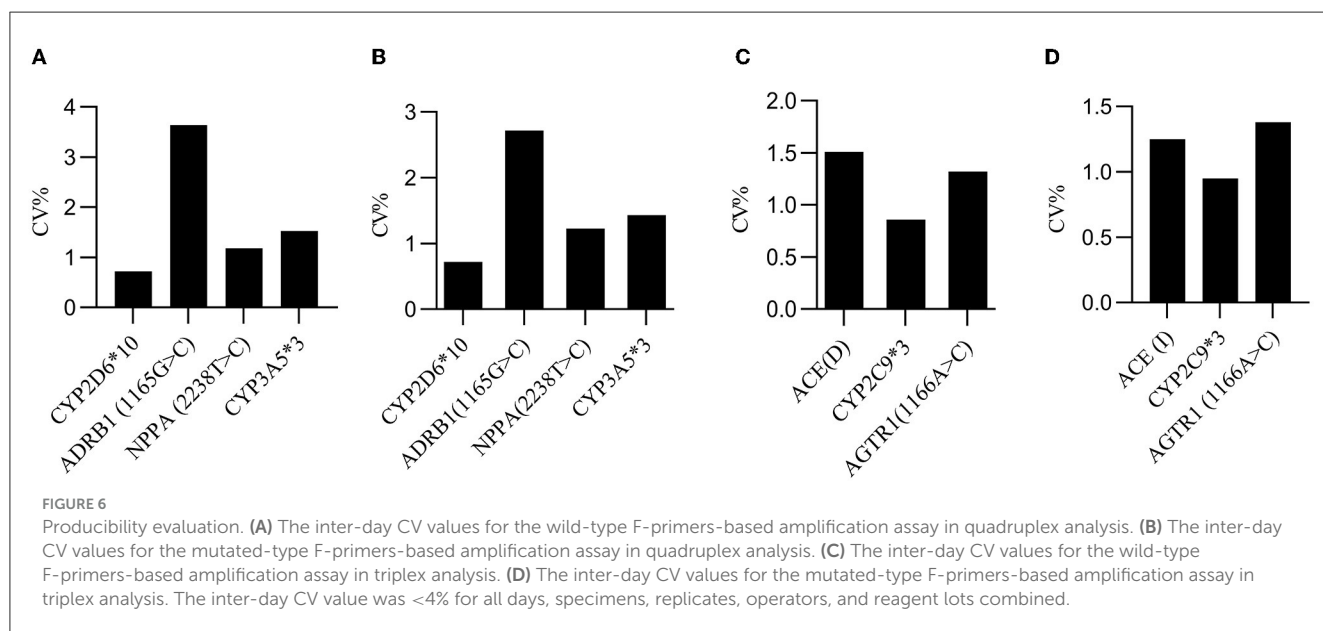 A
B
C
D
CV%
4
3
2
1
0
CYP2D6*10
ADRB1 (1165G>C)
NPPA (2238T>C)
CYP3A5*3
CV%
3
2
1
0
CYP2D6*10
ADRB1(1165G>C)
NPPA(2238T>C)
CYP3A5*3
CV%
2.0
1.5
1.0
0.5
0.0
ACE(D)
CYP2C9*3
AGTR1(1166A>C)
CV%
1.5
1.0
0.5
0.0
ACE (I)
CYP2C9*3
AGTR1 (1166A>C)
FIGURE 6
Producibility evaluation. (A) The inter-day CV values for the wild-type F-primers-based amplification assay in quadruplex analysis. (B) The inter-day
CV values for the mutated-type F-primers-based amplification assay in quadruplex analysis. (C) The inter-day CV values for the wild-type
F-primers-based amplification assay in triplex analysis. (D) The inter-day CV values for the mutated-type F-primers-based amplification assay in
triplex analysis. The inter-day CV value was <4% for all days, specimens, replicates, operators, and reagent lots combined.